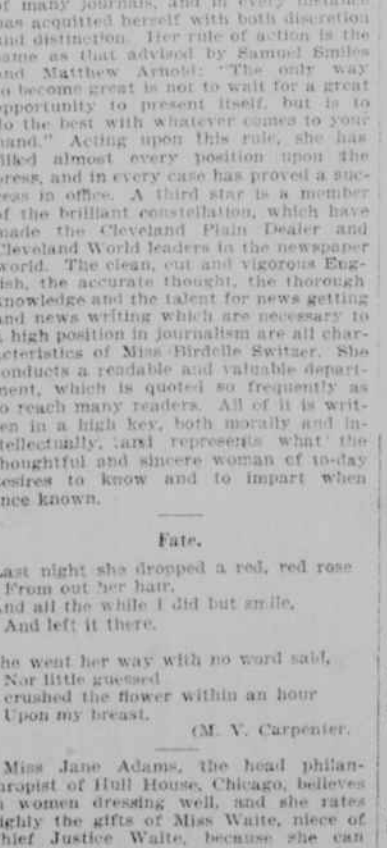 of many journals, and in every instance
has acquitted herself with both discretion
and distinction. Her rule of action is the
same as that advised by Samuel Smiles
and Matthew Arnold: "The only way
to become great is not to wait for a great
opportunity to present itself, but is to
do the best with whatever comes to your
hand." Acting upon this rule, she has
filled almost every position upon the
press, and in every case has proved a suc-
cess in office. A third star is a member
of the brilliant constellation, which have
made the Cleveland Plain Dealer and
Cleveland World leaders in the newspaper
world. The clean, cut and vigorous Eng-
lish, the accurate thought, the thorough
knowledge and the talent for news getting
and news writing which are necessary to
a high position in journalism are all char-
acteristics of Miss Birdelle Switzer. She
conducts a readable and valuable depart-
ment, which is quoted so frequently as
to reach many readers. All of it is writ-
ten in a high key, both morally and in-
tellectually, and represents what the
thoughtful and sincere woman of to-day
desires to know and to impart when
once known.
Fate.
Last night she dropped a red, red rose
From out her hair,
And all the while I did but smile,
And left it there.
She went her way with no word said,
Nor little guessed
I crushed the flower within an hour
Upon my breast.
(M. V. Carpenter.
Miss Jane Adams, the head philan-
thropist of Hull House, Chicago, believes
in women dressing well, and she rates
highly the gifts of Miss Waite, niece of
Chief Justice Waite, because she can